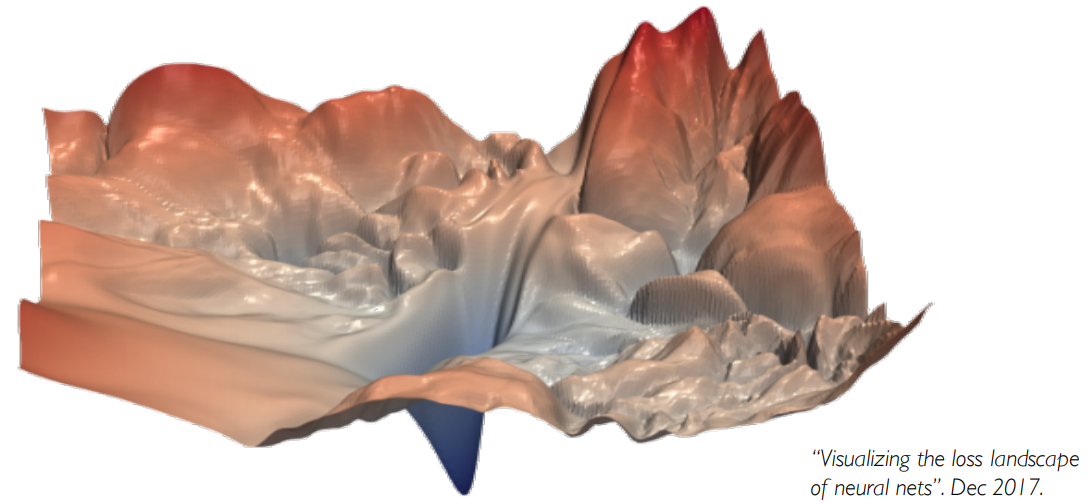 “Visualizing the loss landscape
of neural nets”. Dec 2017.